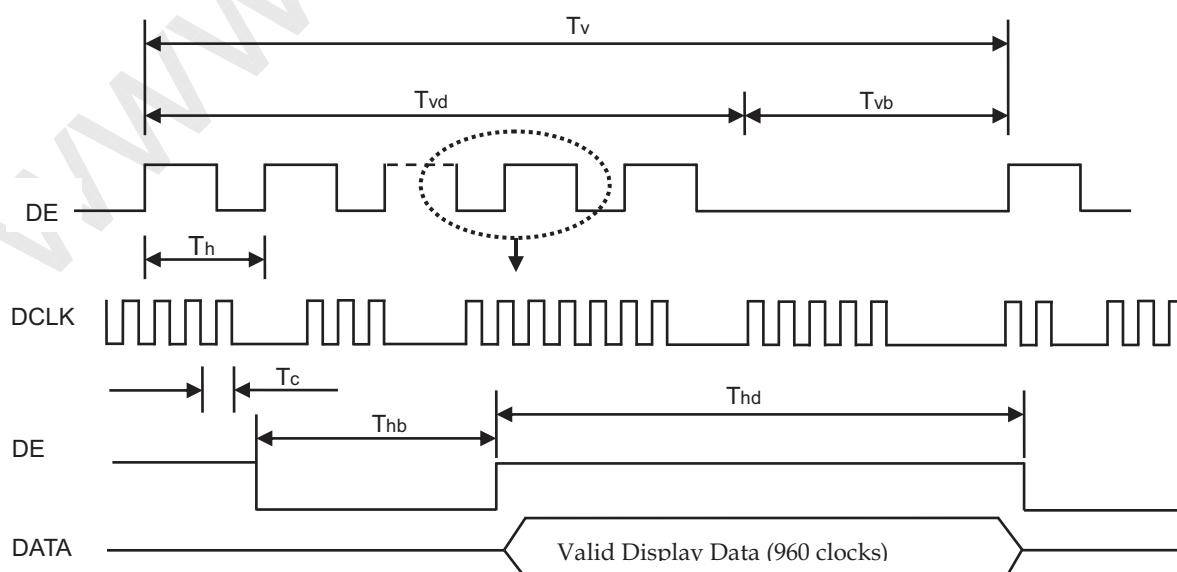 Tv
Tvd
Tvb
DE
Th
DCLK
Tc
Thd
Thb
DE
DATA
Valid Display Data (960 clocks)